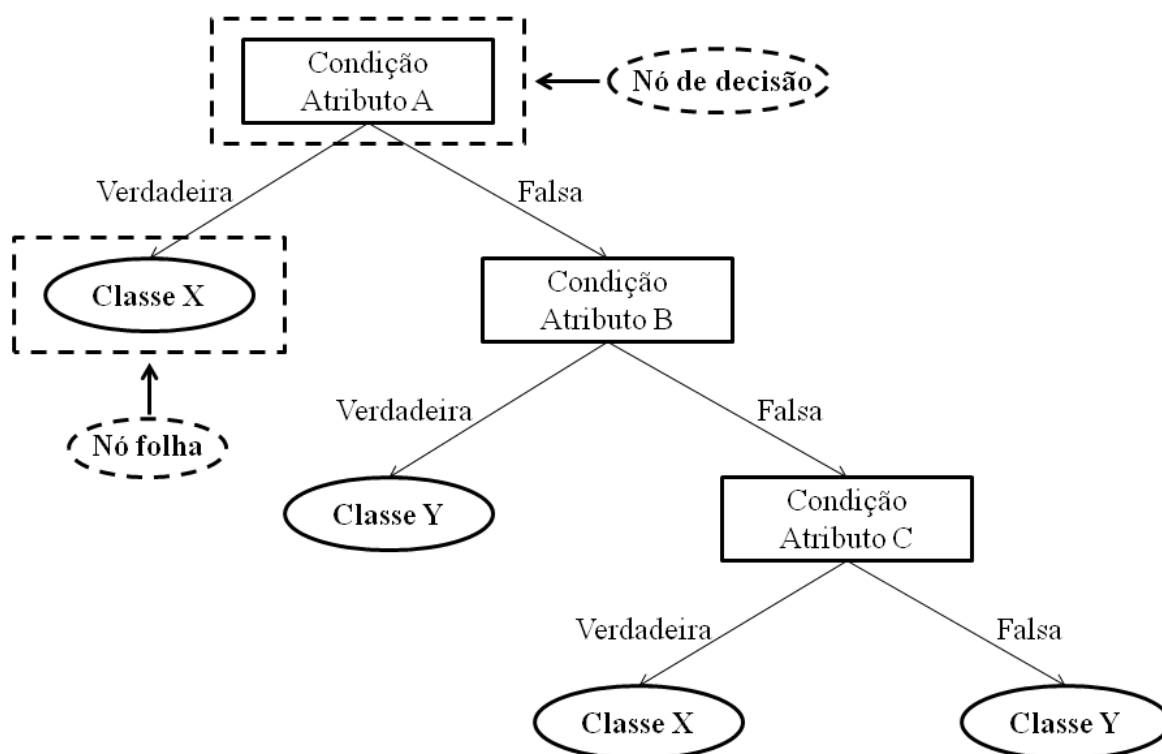 Condição
Atributo A
Nó de decisão
Verdadeira
Falsa
Classe X
Condição
Atributo B
Nó folha
Verdadeira
Falsa
Classe Y
Condição
Atributo C
Verdadeira
Falsa
Classe X
Classe Y